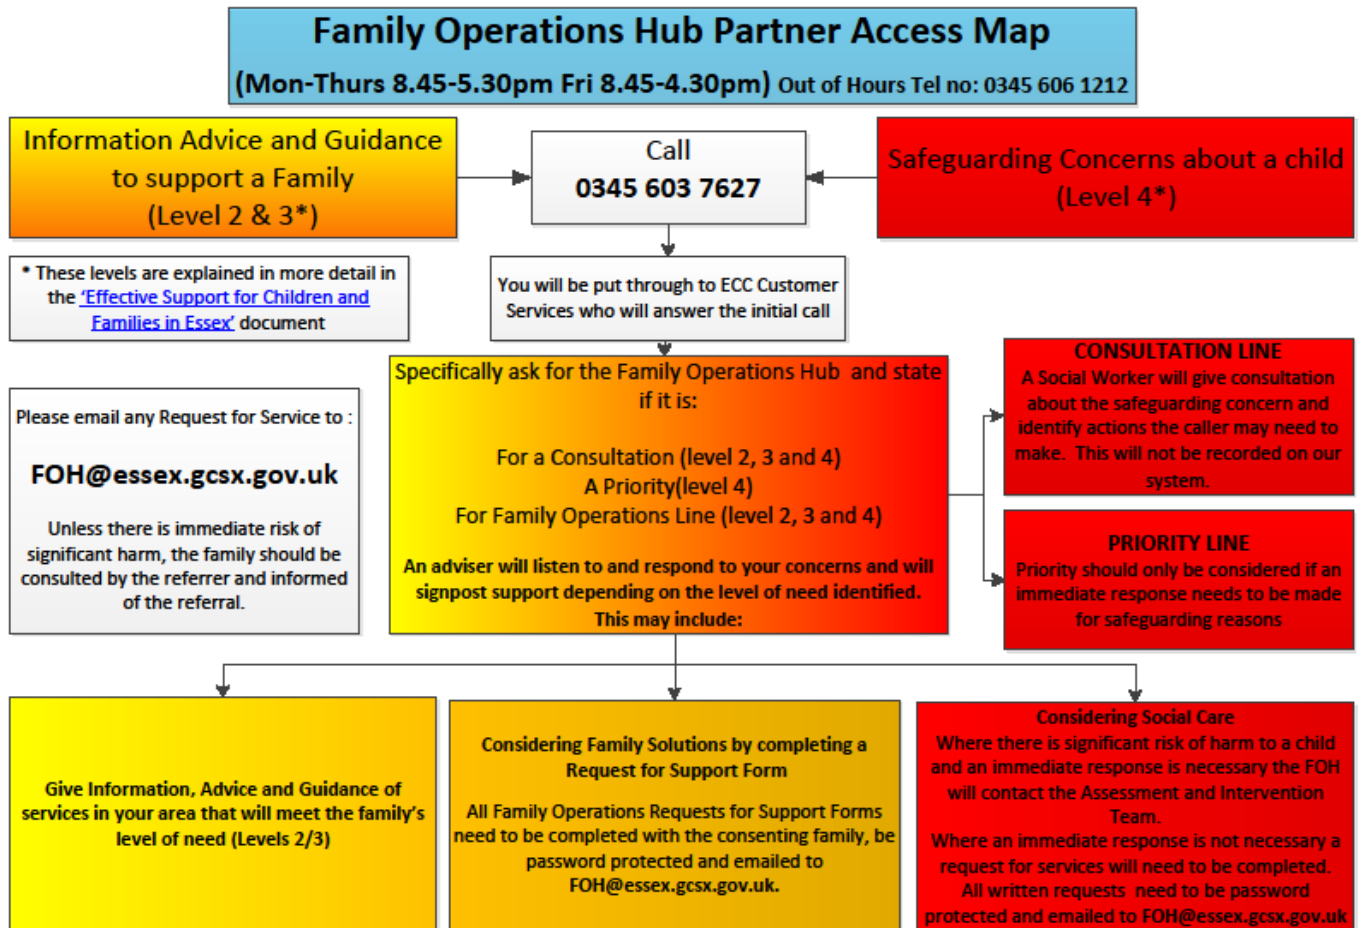 Family Operations Hub Partner Access Map
(Mon-Thurs 8.45-5.30pm Fri 8.45-4.30pm) Out of Hours Tel no: 0345 606 1212
Information Advice and Guidance
to support a Family
(Level 2 & 3*)
Call
0345 603 7627
Safeguarding Concerns about a child
(Level 4*)
* These levels are explained in more detail in
the 'Effective Support for Children and
Families in Essex' document
You will be put through to ECC Customer
Services who will answer the initial call
Please email any Request for Service to :
FOH@essex.gcsx.gov.uk
Unless there is immediate risk of
significant harm, the family should be
consulted by the referrer and informed
of the referral.
Specifically ask for the Family Operations Hub and state
if it is:
For a Consultation (level 2, 3 and 4)
A Priority(level 4)
For Family Operations Line (level 2, 3 and 4)
An adviser will listen to and respond to your concerns and will
signpost support depending on the level of need identified.
This may include:
CONSULTATION LINE
A Social Worker will give consultation
about the safeguarding concern and
identify actions the caller may need to
make. This will not be recorded on our
system.
PRIORITY LINE
Priority should only be considered if an
immediate response needs to be made
for safeguarding reasons
Give Information, Advice and Guidance of
services in your area that will meet the family's
level of need (Levels 2/3)
Considering Family Solutions by completing a
Request for Support Form
All Family Operations Requests for Support Forms
need to be completed with the consenting family, be
password protected and emailed to
FOH@essex.gcsx.gov.uk.
Considering Social Care
Where there is significant risk of harm to a child
and an immediate response is necessary the FOH
will contact the Assessment and Intervention
Team.
Where an immediate response is not necessary a
request for services will need to be completed.
All written requests need to be password
protected and emailed to FOH@essex.gcsx.gov.uk